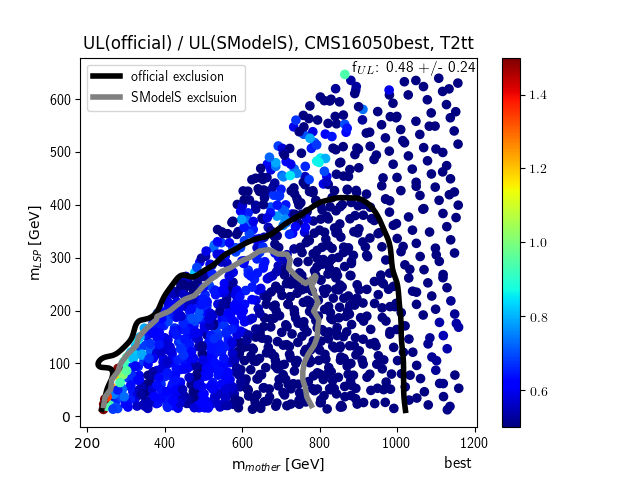 UL(official) / UL(SModelS), CMS16050best, T2tt
f_UL: 0.48 +/- 0.24
official exclusion
SModelS exclsuion
600
500
400
300
200
100
0
m_LSP [GeV]
200 400 600 800 1000 1200
m_mother [GeV]
best
1.4
1.2
1.0
0.8
0.6